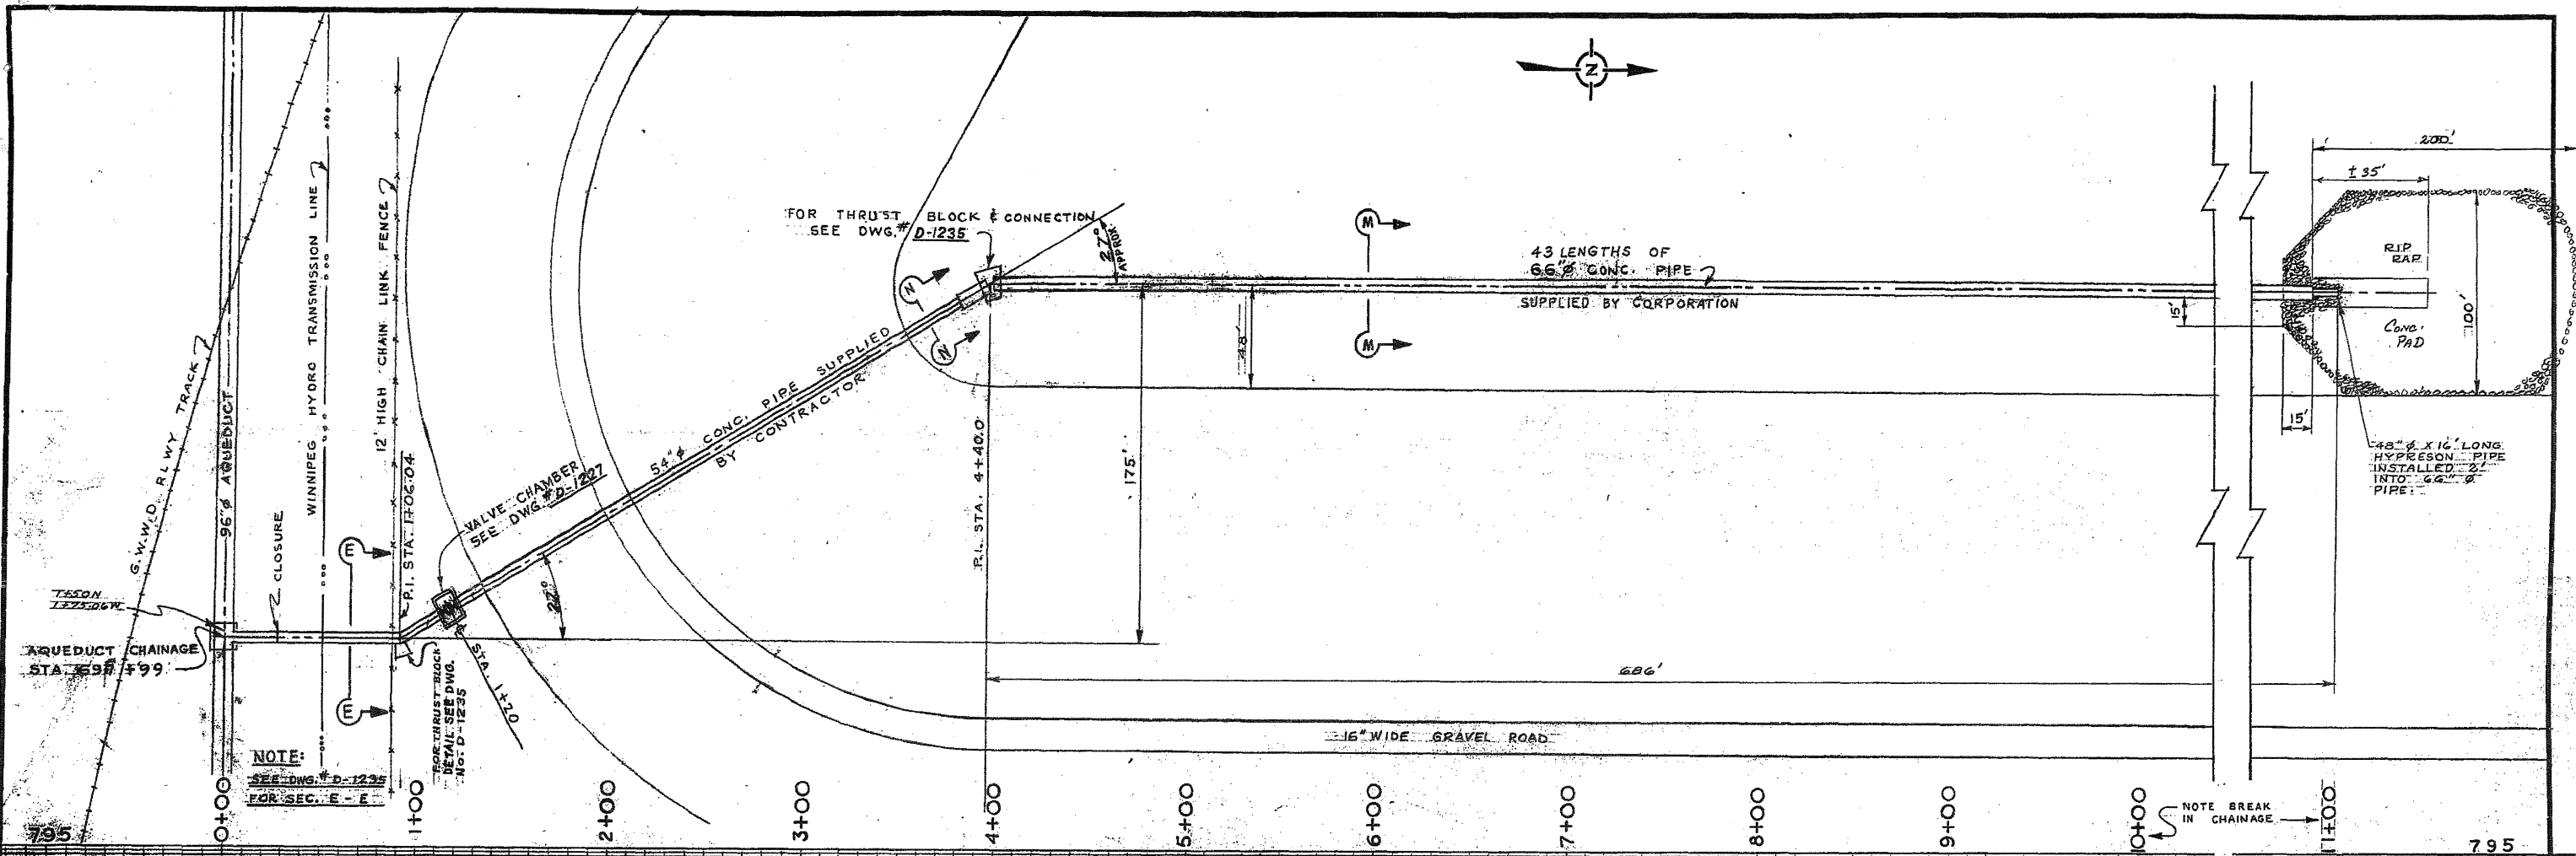 N
200'
± 35'
FOR THRUST BLOCK & CONNECTION
SEE DWG.# D-1235
27°
APPROX
M
43 LENGTHS OF
66"ø CONC. PIPE
SUPPLIED BY CORPORATION
M
N
N
48'
175'
RIP
RAP
CONC.
PAD
100'
15'
15'
48"ø X 16' LONG
HYPRESON PIPE
INSTALLED 2'
INTO 66" ø
PIPE.
G.W.W.D RLWY TRACK
96"ø AQUEDUCT
WINNIPEG HYDRO TRANSMISSION LINE
12' HIGH CHAIN LINK FENCE
54"ø CONC. PIPE SUPPLIED
BY CONTRACTOR
VALVE CHAMBER
SEE DWG #D-1227
P.I. STA. 4+40.0
CLOSURE
E
E
27°
AQUEDUCT CHAINAGE
FOR THRUST BLOCK
DETAIL SEE DWG.
NO. D-1235
STA. 1+20
686'
16" WIDE GRAVEL ROAD
NOTE:
SEE DWG. # D-1235
FOR SEC. E - E
NOTE BREAK
IN CHAINAGE
795
0+00
1+00
2+00
3+00
4+00
5+00
6+00
7+00
8+00
9+00
10+00
11+00
795